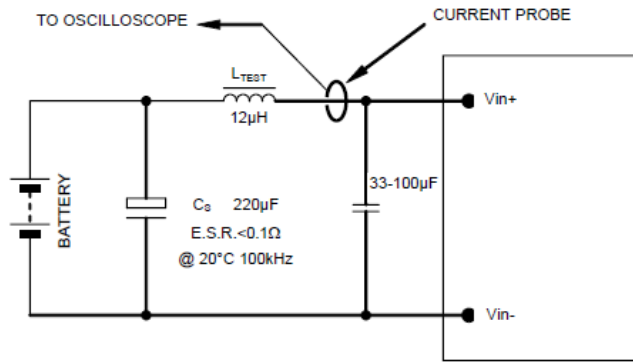 TO OSCILLOSCOPE
CURRENT PROBE
LTEST
12µH
Vin+
33-100µF
BATTERY
CS 220µF
E.S.R.<0.1Ω
@ 20°C 100kHz
Vin-